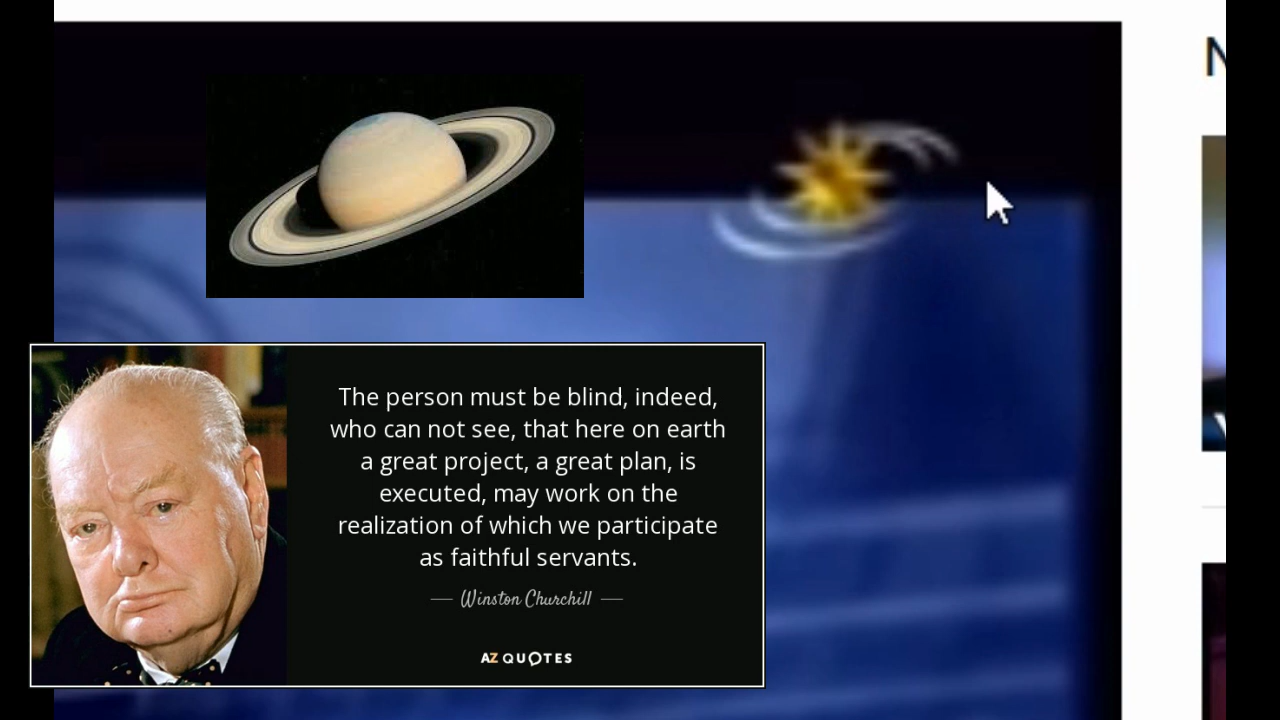 The person must be blind, indeed,
who can not see, that here on earth
a great project, a great plan, is
executed, may work on the
realization of which we participate
as faithful servants.
Winston Churchill
AZ QUOTES